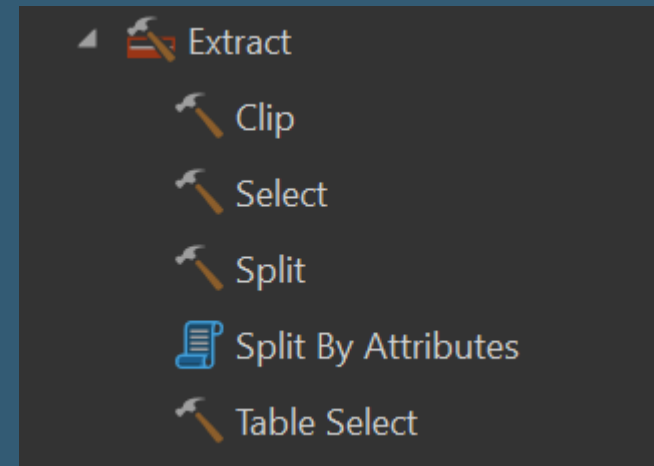 Extract
Clip
Select
Split
Split By Attributes
Table Select